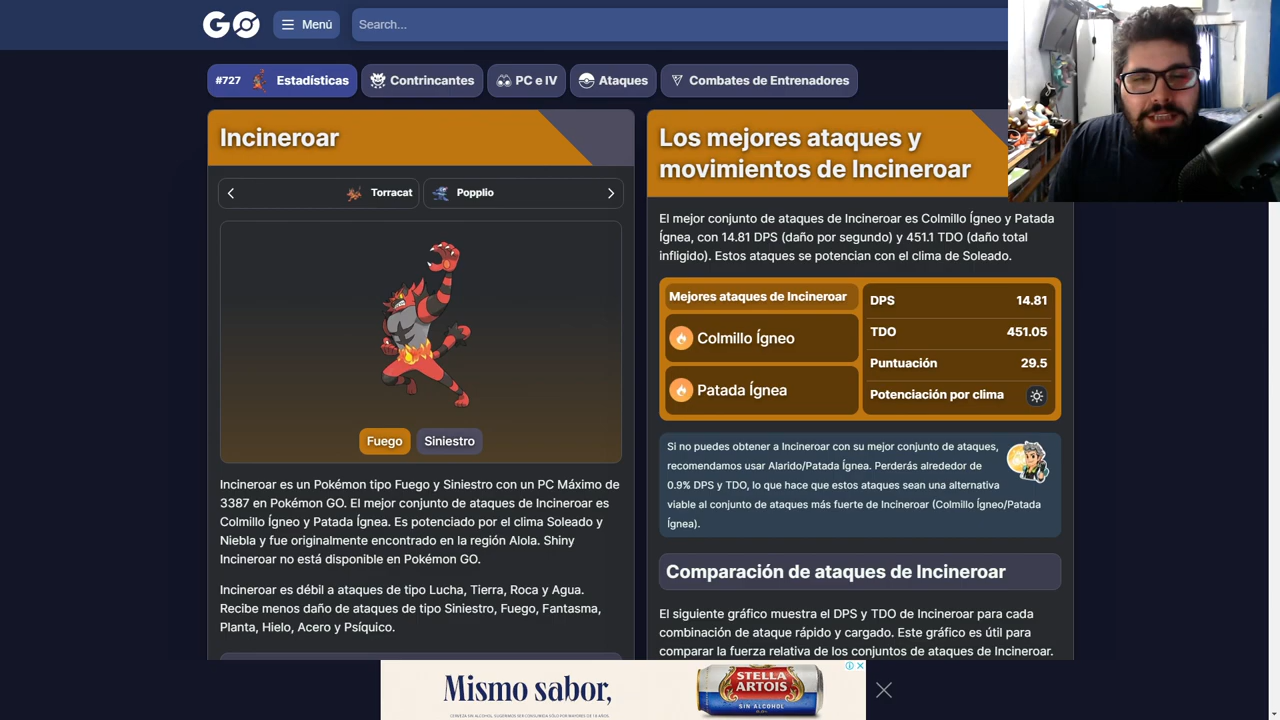 GO
Menú
Search...
#727 Estadísticas
Contrincantes
PC e IV
Ataques
Combates de Entrenadores
Incineroar
Torracat
Popplio
Fuego
Siniestro
Incineroar es un Pokémon tipo Fuego y Siniestro con un PC Máximo de
3387 en Pokémon GO. El mejor conjunto de ataques de Incineroar es
Colmillo Ígneo y Patada Ígnea. Es potenciado por el clima Soleado y
Niebla y fue originalmente encontrado en la región Alola. Shiny
Incineroar no está disponible en Pokémon GO.
Incineroar es débil a ataques de tipo Lucha, Tierra, Roca y Agua.
Recibe menos daño de ataques de tipo Siniestro, Fuego, Fantasma,
Planta, Hielo, Acero y Psíquico.
Los mejores ataques y
movimientos de Incineroar
El mejor conjunto de ataques de Incineroar es Colmillo Ígneo y Patada
Ígnea, con 14.81 DPS (daño por segundo) y 451.1 TDO (daño total
infligido). Estos ataques se potencian con el clima de Soleado.
Mejores ataques de Incineroar
Colmillo Ígneo
Patada Ígnea
DPS 14.81
TDO 451.05
Puntuación 29.5
Potenciación por clima
Si no puedes obtener a Incineroar con su mejor conjunto de ataques,
recomendamos usar Alarido/Patada Ígnea. Perderás alrededor de
0.9% DPS y TDO, lo que hace que estos ataques sean una alternativa
viable al conjunto de ataques más fuerte de Incineroar (Colmillo Ígneo/Patada
Ígnea).
Comparación de ataques de Incineroar
El siguiente gráfico muestra el DPS y TDO de Incineroar para cada
combinación de ataque rápido y cargado. Este gráfico es útil para
comparar la fuerza relativa de los conjuntos de ataques de Incineroar.
Mismo sabor,
STELLA
ARTOIS
SIN ALCOHOL